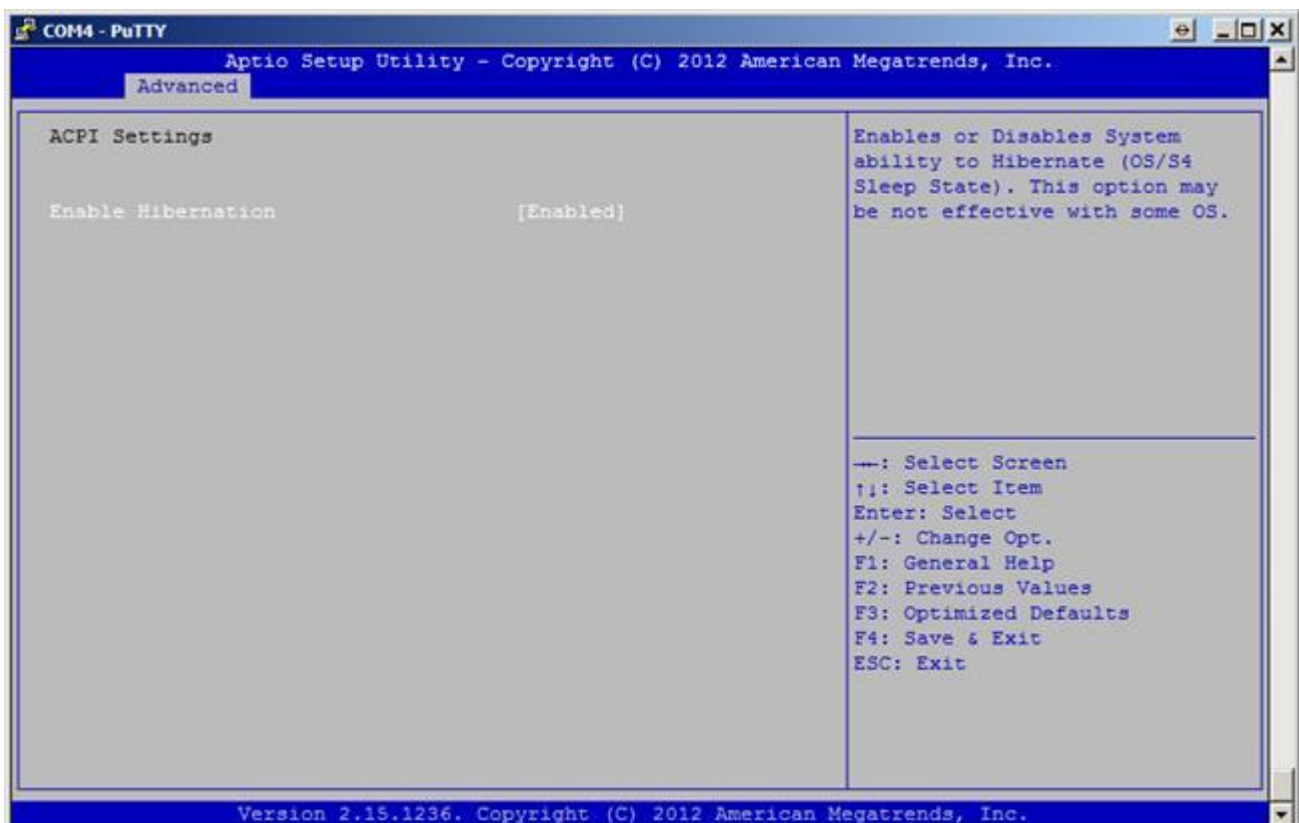 COM4 - PuTTY
Aptio Setup Utility - Copyright (C) 2012 American Megatrends, Inc.
Advanced
ACPI Settings
Enable Hibernation [Enabled]
Enables or Disables System
ability to Hibernate (OS/S4
Sleep State). This option may
be not effective with some OS.
→←: Select Screen
↑↓: Select Item
Enter: Select
+/-: Change Opt.
F1: General Help
F2: Previous Values
F3: Optimized Defaults
F4: Save & Exit
ESC: Exit
Version 2.15.1236. Copyright (C) 2012 American Megatrends, Inc.